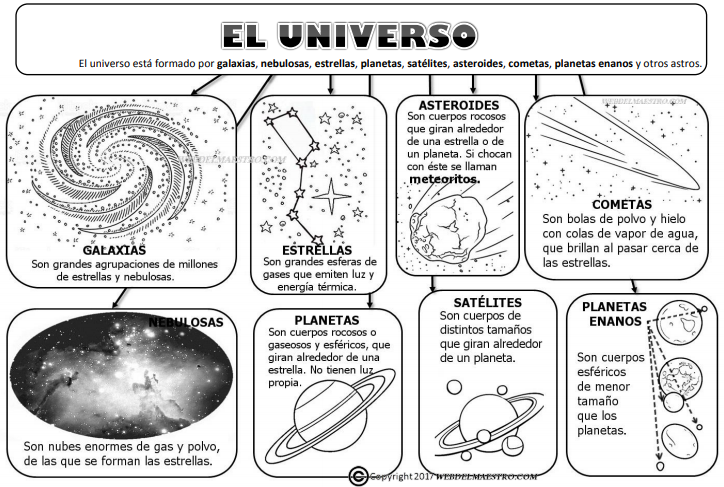 EL UNIVERSO
El universo está formado por galaxias, nebulosas, estrellas, planetas, satélites, asteroides, cometas, planetas enanos y otros astros.
WEBDELMAESTRO.COM
GALAXIAS
Son grandes agrupaciones de millones
de estrellas y nebulosas.
ESTRELLAS
Son grandes esferas de
gases que emiten luz y
energía térmica.
ASTEROIDES
Son cuerpos rocosos
que giran alrededor
de una estrella o de
un planeta. Si chocan
con éste se llaman
meteoritos.
WEBDELMAESTRO.COM
COMETAS
Son bolas de polvo y hielo
con colas de vapor de agua,
que brillan al pasar cerca de
las estrellas.
NEBULOSAS
Son nubes enormes de gas y polvo,
de las que se forman las estrellas.
PLANETAS
Son cuerpos rocosos o
gaseosos y esféricos, que
giran alrededor de una
estrella. No tienen luz
propia.
SATÉLITES
Son cuerpos de
distintos tamaños
que giran alrededor
de un planeta.
PLANETAS
ENANOS
Son cuerpos
esféricos
de menor
tamaño
que los
planetas.
© Copyright 2017 WEBDELMAESTRO.COM